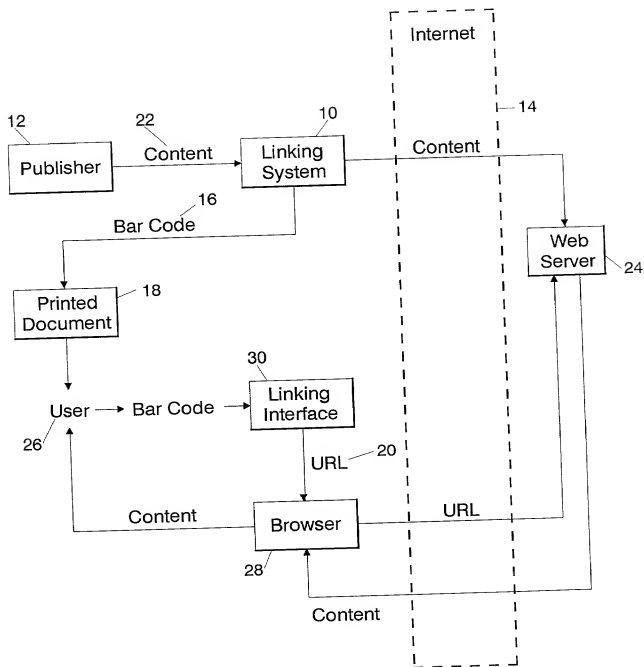 Internet
12
22
10
14
Publisher
Content
Linking
System
Content
16
Bar Code
Web
Server
24
18
Printed
Document
30
User
Bar Code
Linking
Interface
26
URL
20
Content
Browser
URL
28
Content